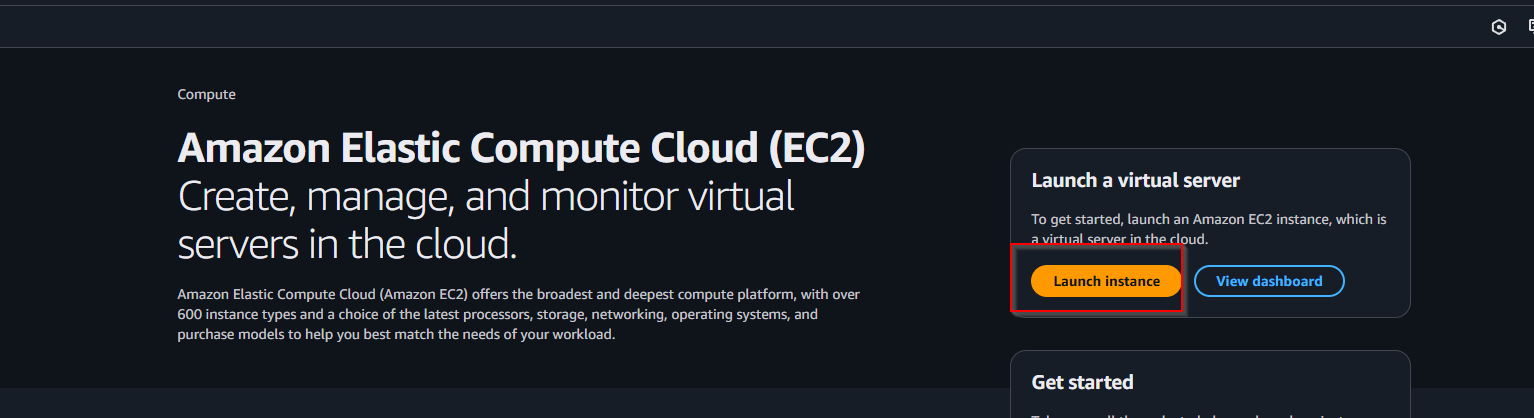 Compute
Amazon Elastic Compute Cloud (EC2)
Create, manage, and monitor virtual
servers in the cloud.
Amazon Elastic Compute Cloud (Amazon EC2) offers the broadest and deepest compute platform, with over
600 instance types and a choice of the latest processors, storage, networking, operating systems, and
purchase models to help you best match the needs of your workload.
Launch a virtual server
To get started, launch an Amazon EC2 instance, which is
a virtual server in the cloud.
Launch instance
View dashboard
Get started